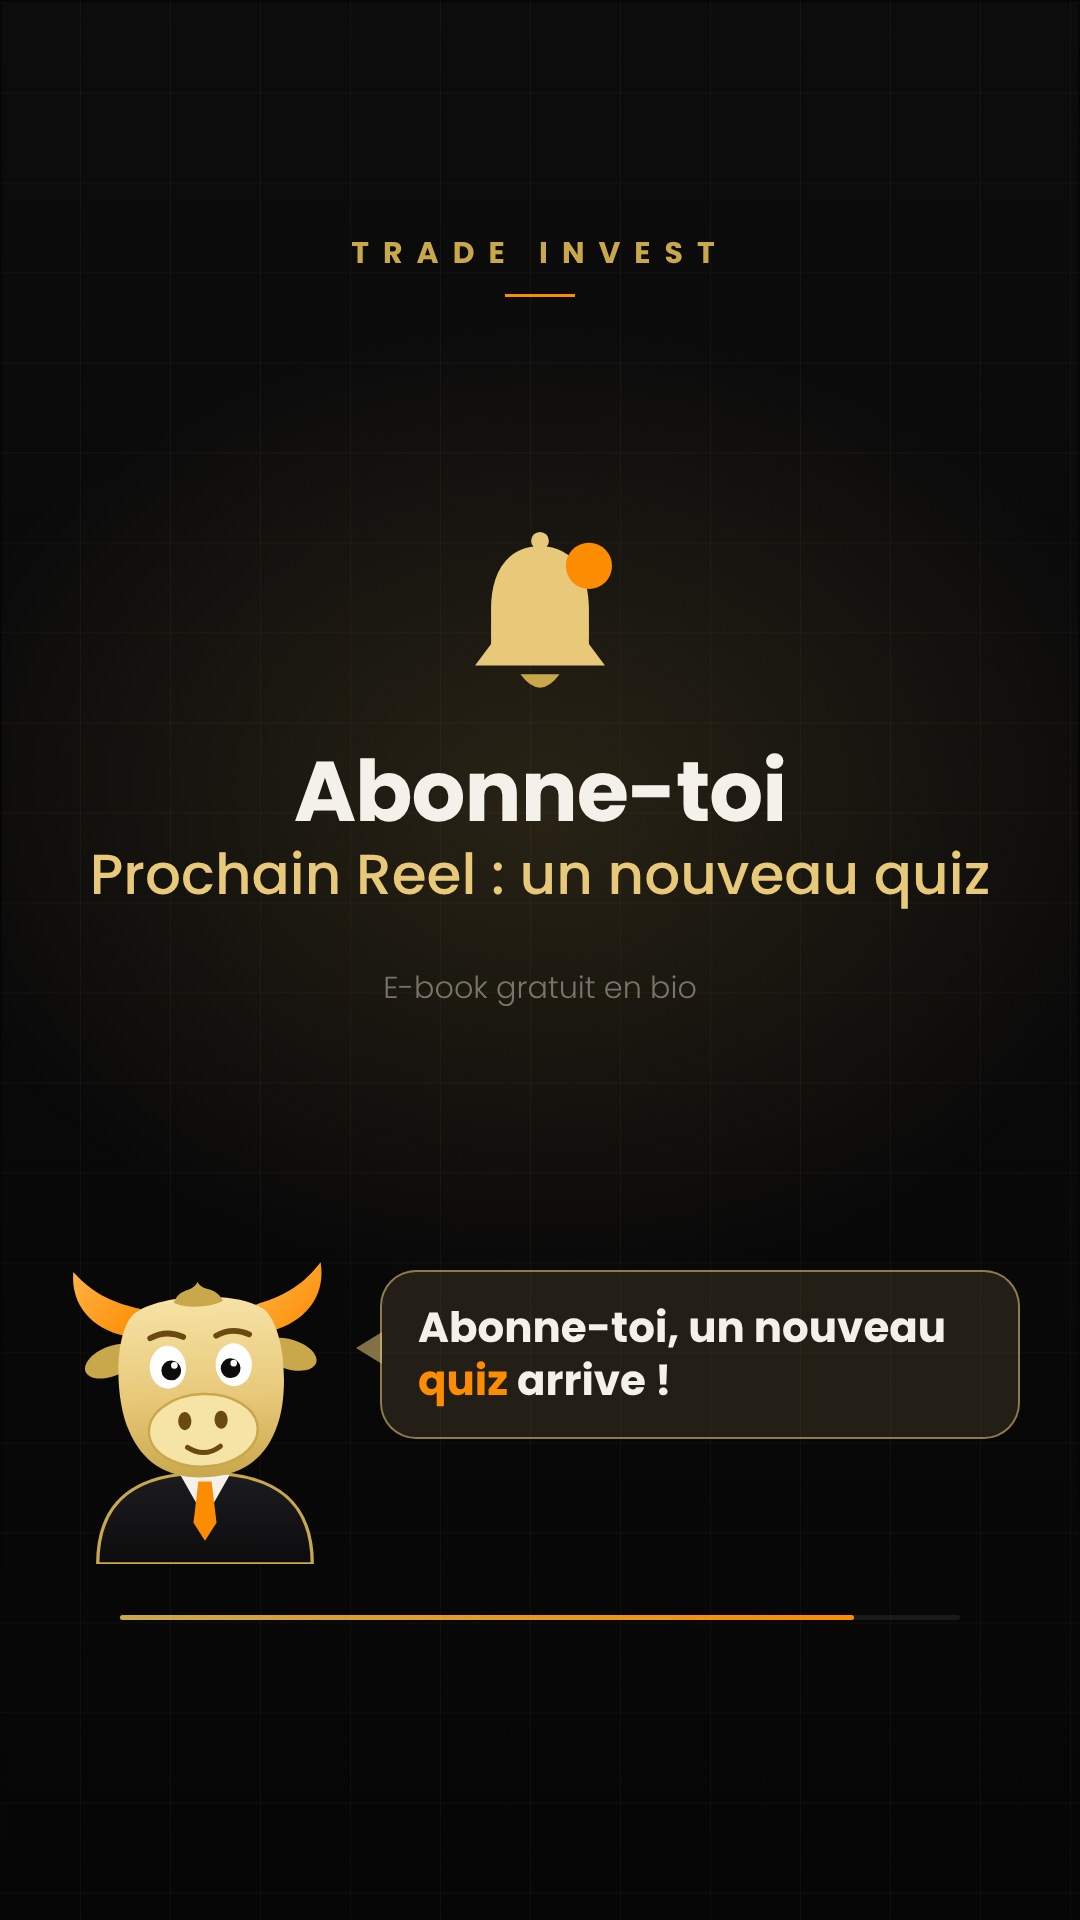 TRADE INVEST
Abonne-toi
Prochain Reel : un nouveau quiz
E-book gratuit en bio
Abonne-toi, un nouveau
quiz arrive !